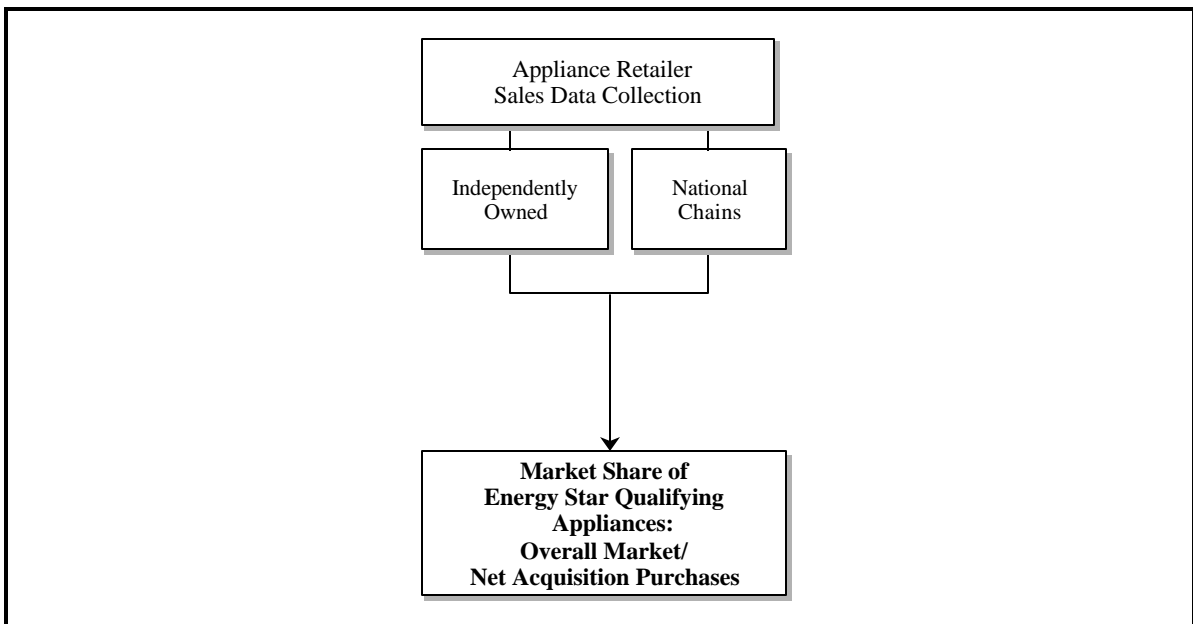 Appliance Retailer
Sales Data Collection
Independently
Owned
National
Chains
Market Share of
Energy Star Qualifying
Appliances:
Overall Market/
Net Acquisition Purchases